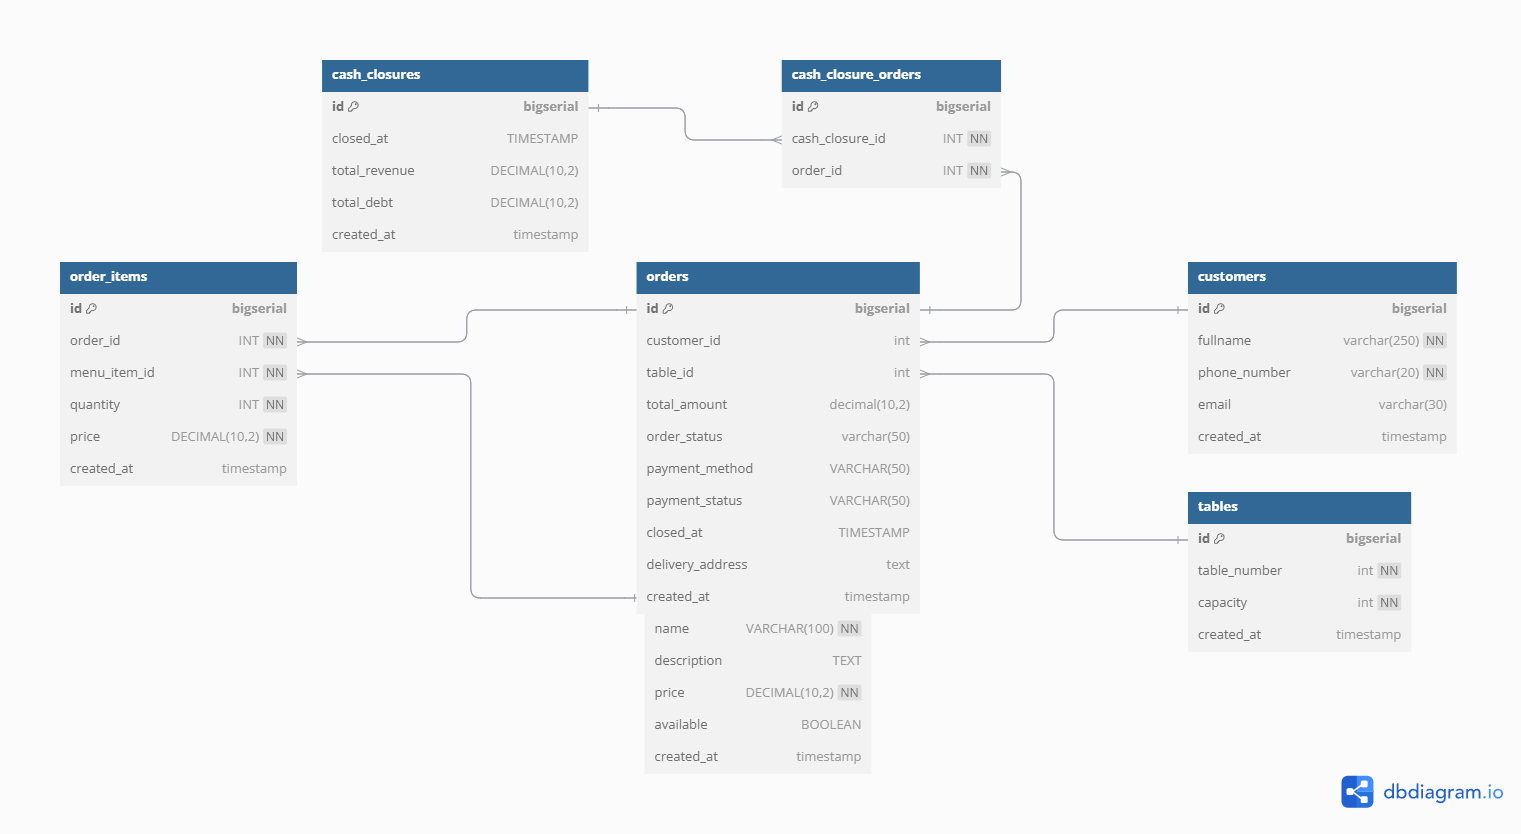 cash_closures
id bigserial
closed_at TIMESTAMP
total_revenue DECIMAL(10,2)
total_debt DECIMAL(10,2)
created_at timestamp
cash_closure_orders
id bigserial
cash_closure_id INT NN
order_id INT NN
order_items
id bigserial
order_id INT NN
menu_item_id INT NN
quantity INT NN
price DECIMAL(10,2) NN
created_at timestamp
orders
id bigserial
customer_id int
table_id int
total_amount decimal(10,2)
order_status varchar(50)
payment_method VARCHAR(50)
payment_status VARCHAR(50)
closed_at TIMESTAMP
delivery_address text
created_at timestamp
name VARCHAR(100) NN
description TEXT
price DECIMAL(10,2) NN
available BOOLEAN
created_at timestamp
customers
id bigserial
fullname varchar(250) NN
phone_number varchar(20) NN
email varchar(30)
created_at timestamp
tables
id bigserial
table_number int NN
capacity int NN
created_at timestamp
dbdiagram.io